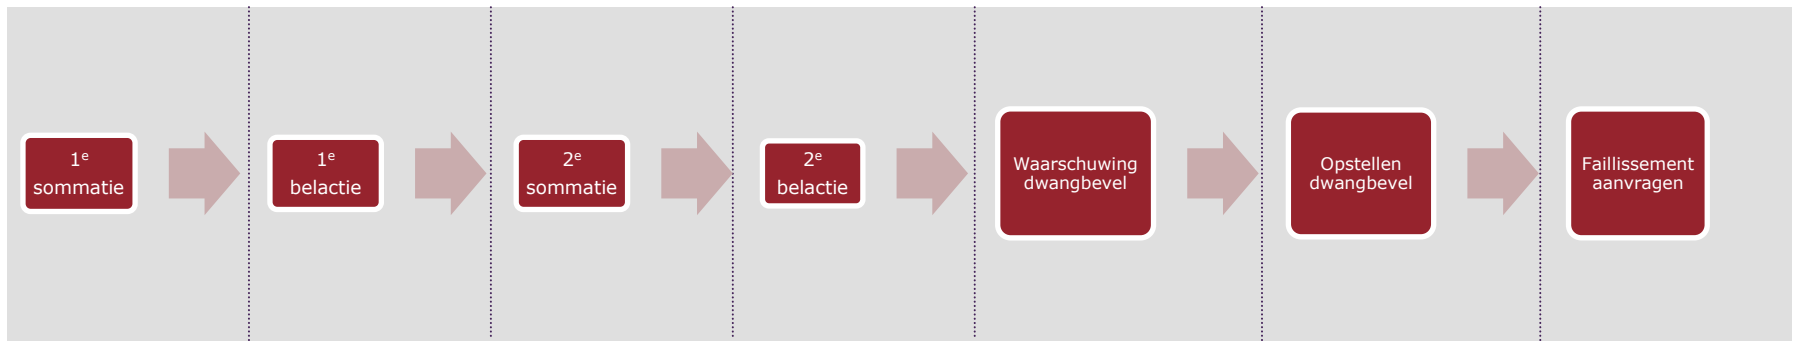 1e
sommatie
1e
belactie
2e
sommatie
2e
belactie
Waarschuwing
dwangbevel
Opstellen
dwangbevel
Faillissement
aanvragen